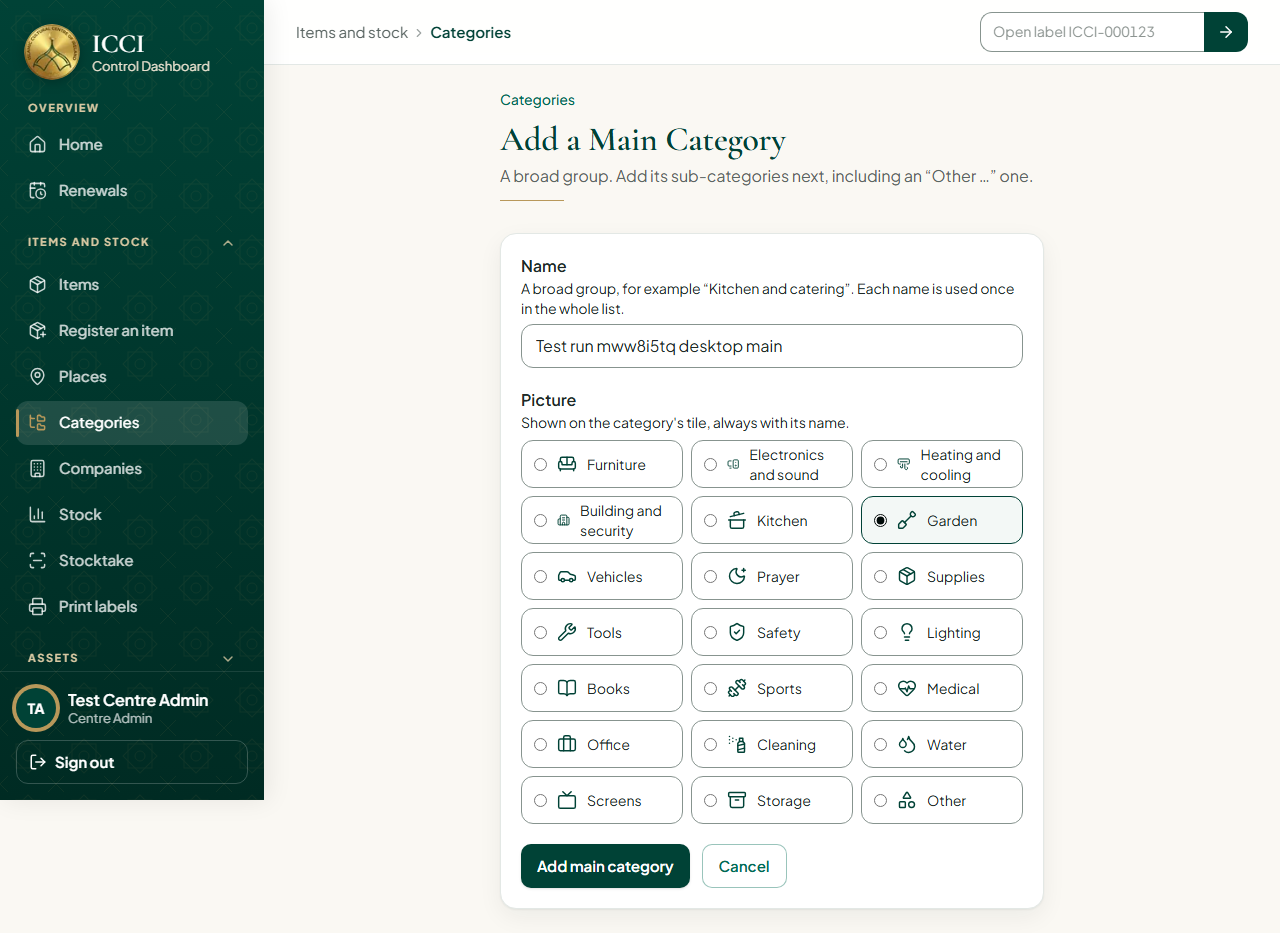 ICCI
Control Dashboard
OVERVIEW
Home
Renewals
ITEMS AND STOCK
Items
Register an item
Places
Categories
Companies
Stock
Stocktake
Print labels
ASSETS
TA
Test Centre Admin
Centre Admin
Sign out
Items and stock
Categories
Open label ICCI-000123
Categories
Add a Main Category
A broad group. Add its sub-categories next, including an “Other …” one.
Name
A broad group, for example “Kitchen and catering”. Each name is used once
in the whole list.
Test run mww8i5tq desktop main
Picture
Shown on the category's tile, always with its name.
Furniture
Electronics
and sound
Heating and
cooling
Building and
security
Kitchen
Garden
Vehicles
Prayer
Supplies
Tools
Safety
Lighting
Books
Sports
Medical
Office
Cleaning
Water
Screens
Storage
Other
Add main category
Cancel